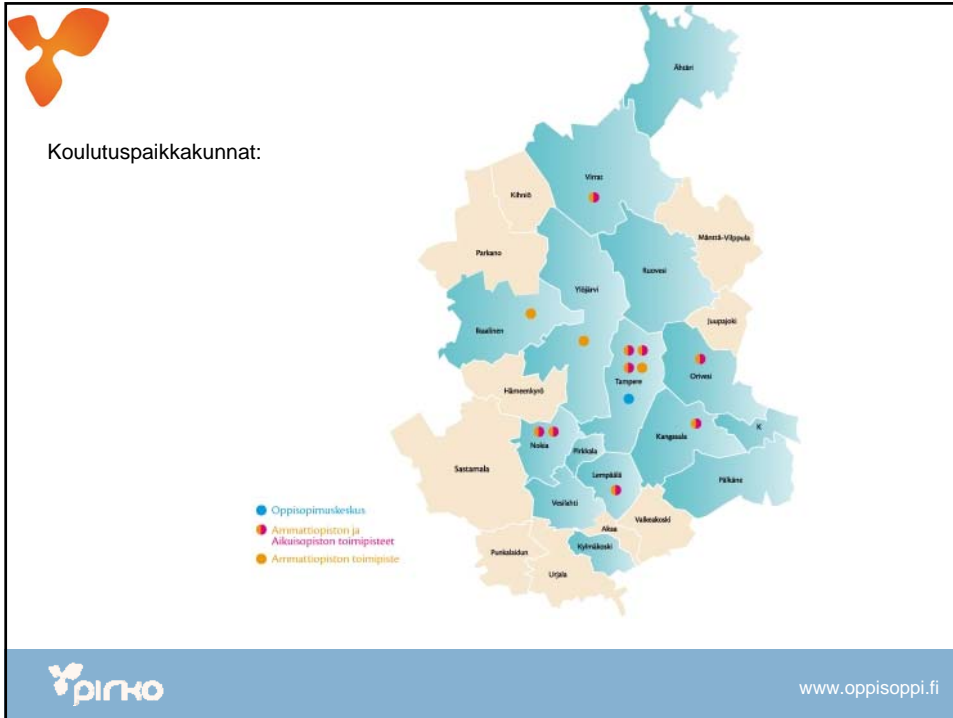 Koulutuspaikkakunnat:
Ähtäri
Virrat
Kihniö
Mänttä-Vilppula
Parkano
Ruovesi
Ylöjärvi
Juupajoki
Ikaalinen
Orivesi
Tampere
Hämeenkyrö
K
Kangasala
Nokia
Pirkkala
Sastamala
Lempäälä
Pälkäne
Vesilahti
Valkeakoski
Akaa
Kylmäkoski
Punkalaidun
Urjala
Oppisopimuskeskus
Ammattiopiston ja
Aikuisopiston toimipisteet
Ammattiopiston toimipiste
pirko
www.oppisoppi.fi